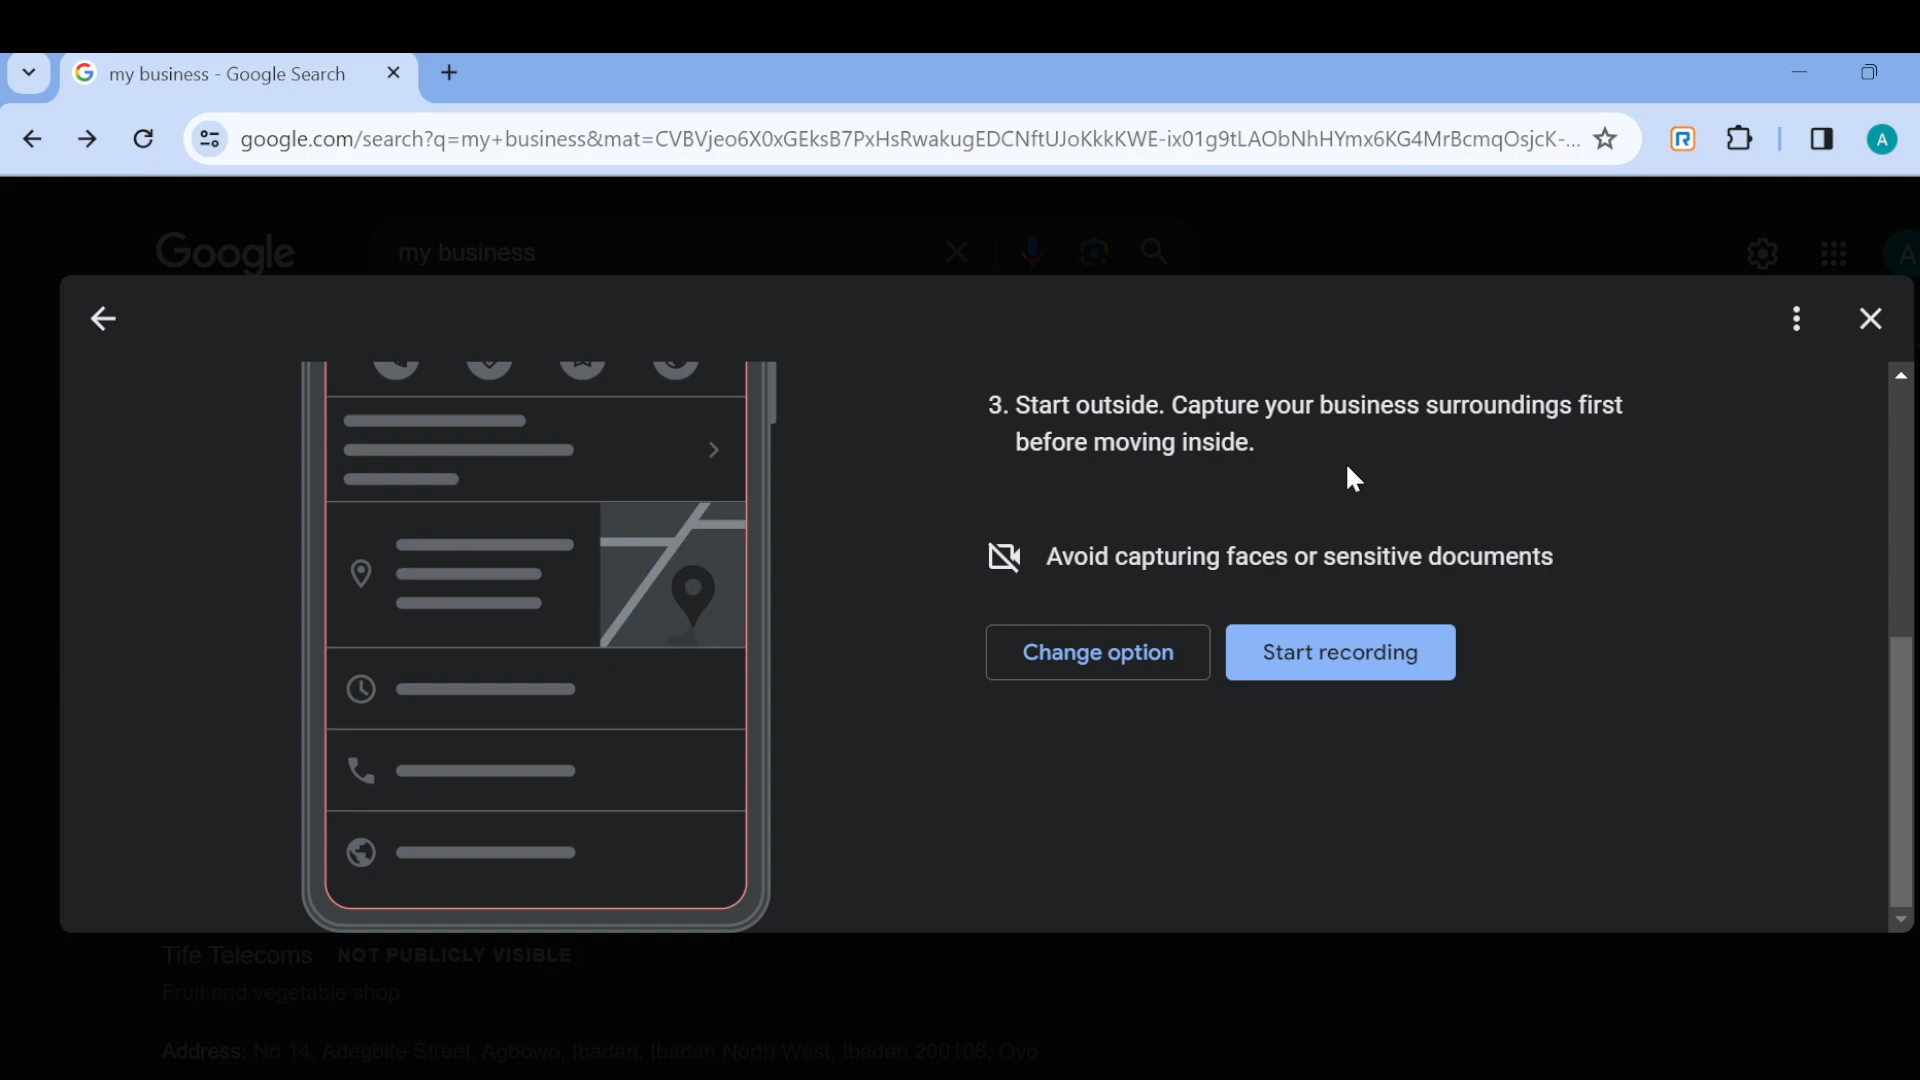 my business - Google Search
google.com/search?q=my+business&mat=CVBVjeo6X0xGEksB7PxHsRwakugEDCNftUJoKkkKWE-ix01g9tLAObNhHYmx6KG4MrBcmqOsjcK-...
R
A
Google
my business
A
3. Start outside. Capture your business surroundings first
before moving inside.
Avoid capturing faces or sensitive documents
Change option
Start recording
Tife Telecoms NOT PUBLICLY VISIBLE
Fruit and vegetable shop
Address: No 14, Adegbite Street, Agbowo, Ibadan, Ibadan North West, Ibadan 200108, Oyo